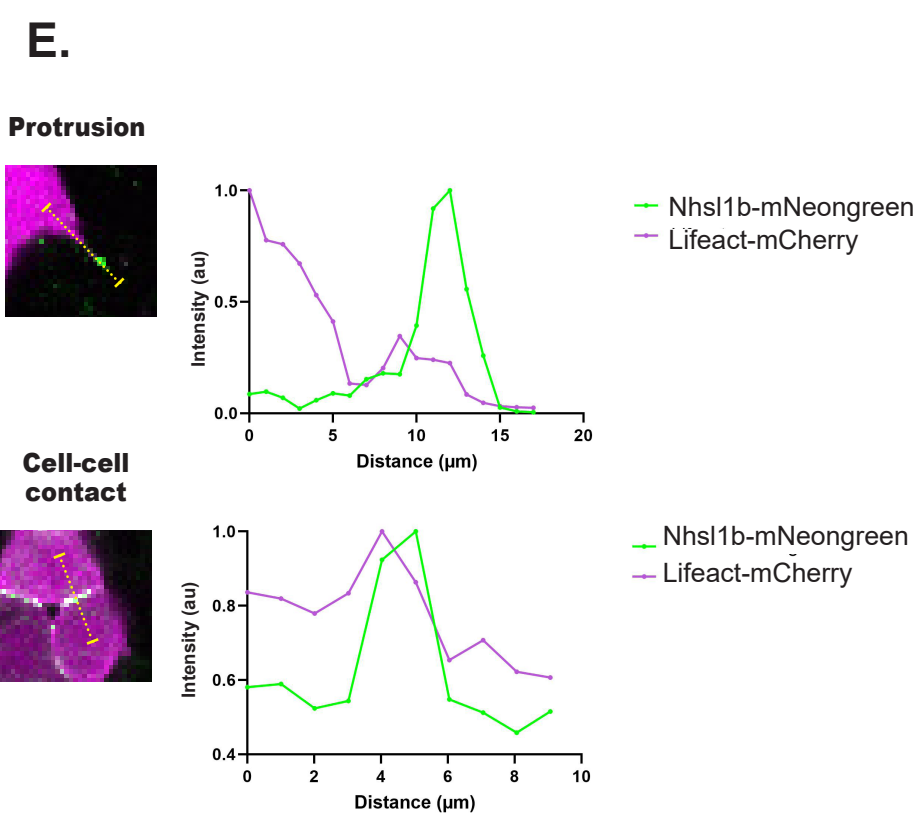 E.
Protrusion
1.0
0.5
0.0
Intensity (au)
0 5 10 15 20
Distance (µm)
Nhsl1b-mNeongreen
Lifeact-mCherry
Cell-cell
contact
1.0
0.8
0.6
0.4
Intensity (au)
0 2 4 6 8 10
Distance (µm)
Nhsl1b-mNeongreen
Lifeact-mCherry